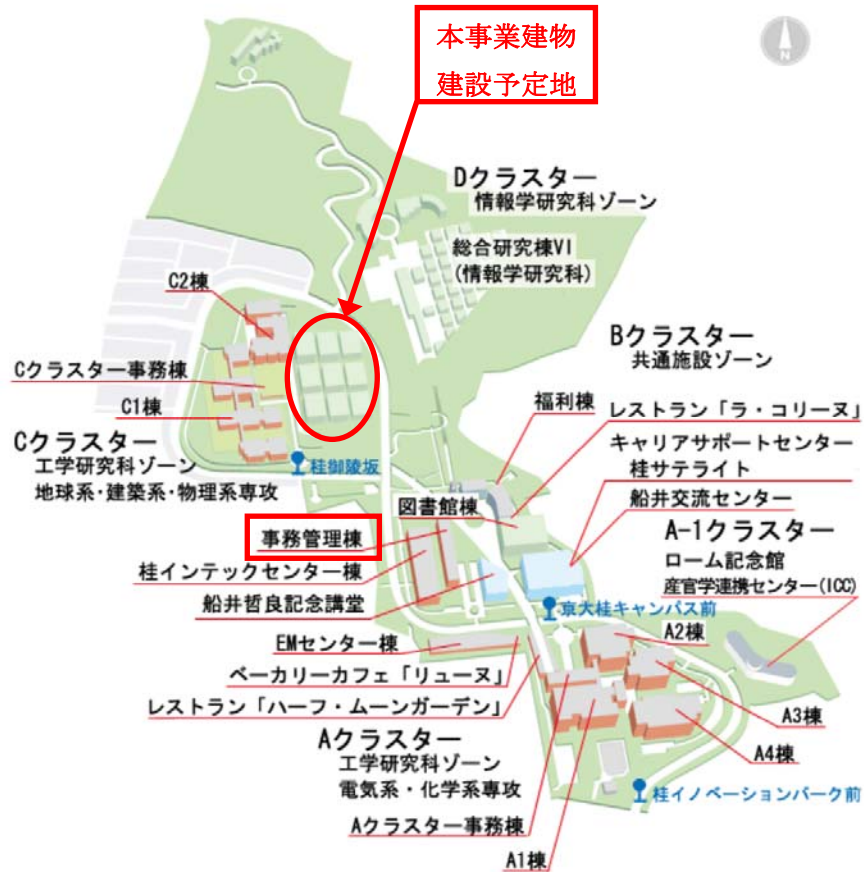 本事業建物
建設予定地
N
Dクラスター
情報学研究科ゾーン
総合研究棟VI
(情報学研究科)
C2棟
Bクラスター
共通施設ゾーン
Cクラスター事務棟
C1棟
福利棟
レストラン「ラ・コリーヌ」
Cクラスター
工学研究科ゾーン
地球系・建築系・物理系専攻
桂御陵坂
キャリアサポートセンター
桂サテライト
図書館棟
船井交流センター
事務管理棟
A-1クラスター
ローム記念館
産官学連携センター(ICC)
桂インテックセンター棟
船井哲良記念講堂
京大桂キャンパス前
A2棟
EMセンター棟
ベーカリーカフェ「リューヌ」
レストラン「ハーフ・ムーンガーデン」
A3棟
Aクラスター
工学研究科ゾーン
電気系・化学系専攻
A4棟
桂イノベーションパーク前
Aクラスター事務棟
A1棟